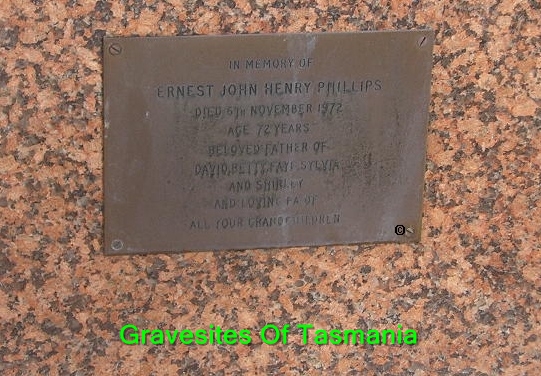 IN MEMORY OF
ERNEST JOHN HENRY PHILLIPS
DIED 6TH NOVEMBER 1972
AGE 72 YEARS
BELOVED FATHER OF
DAVID, BETTY, FAYE, SYLVIA
AND SHIRLEY
AND LOVING PA OF
ALL YOUR GRANDCHILDREN
©
Gravesites Of Tasmania